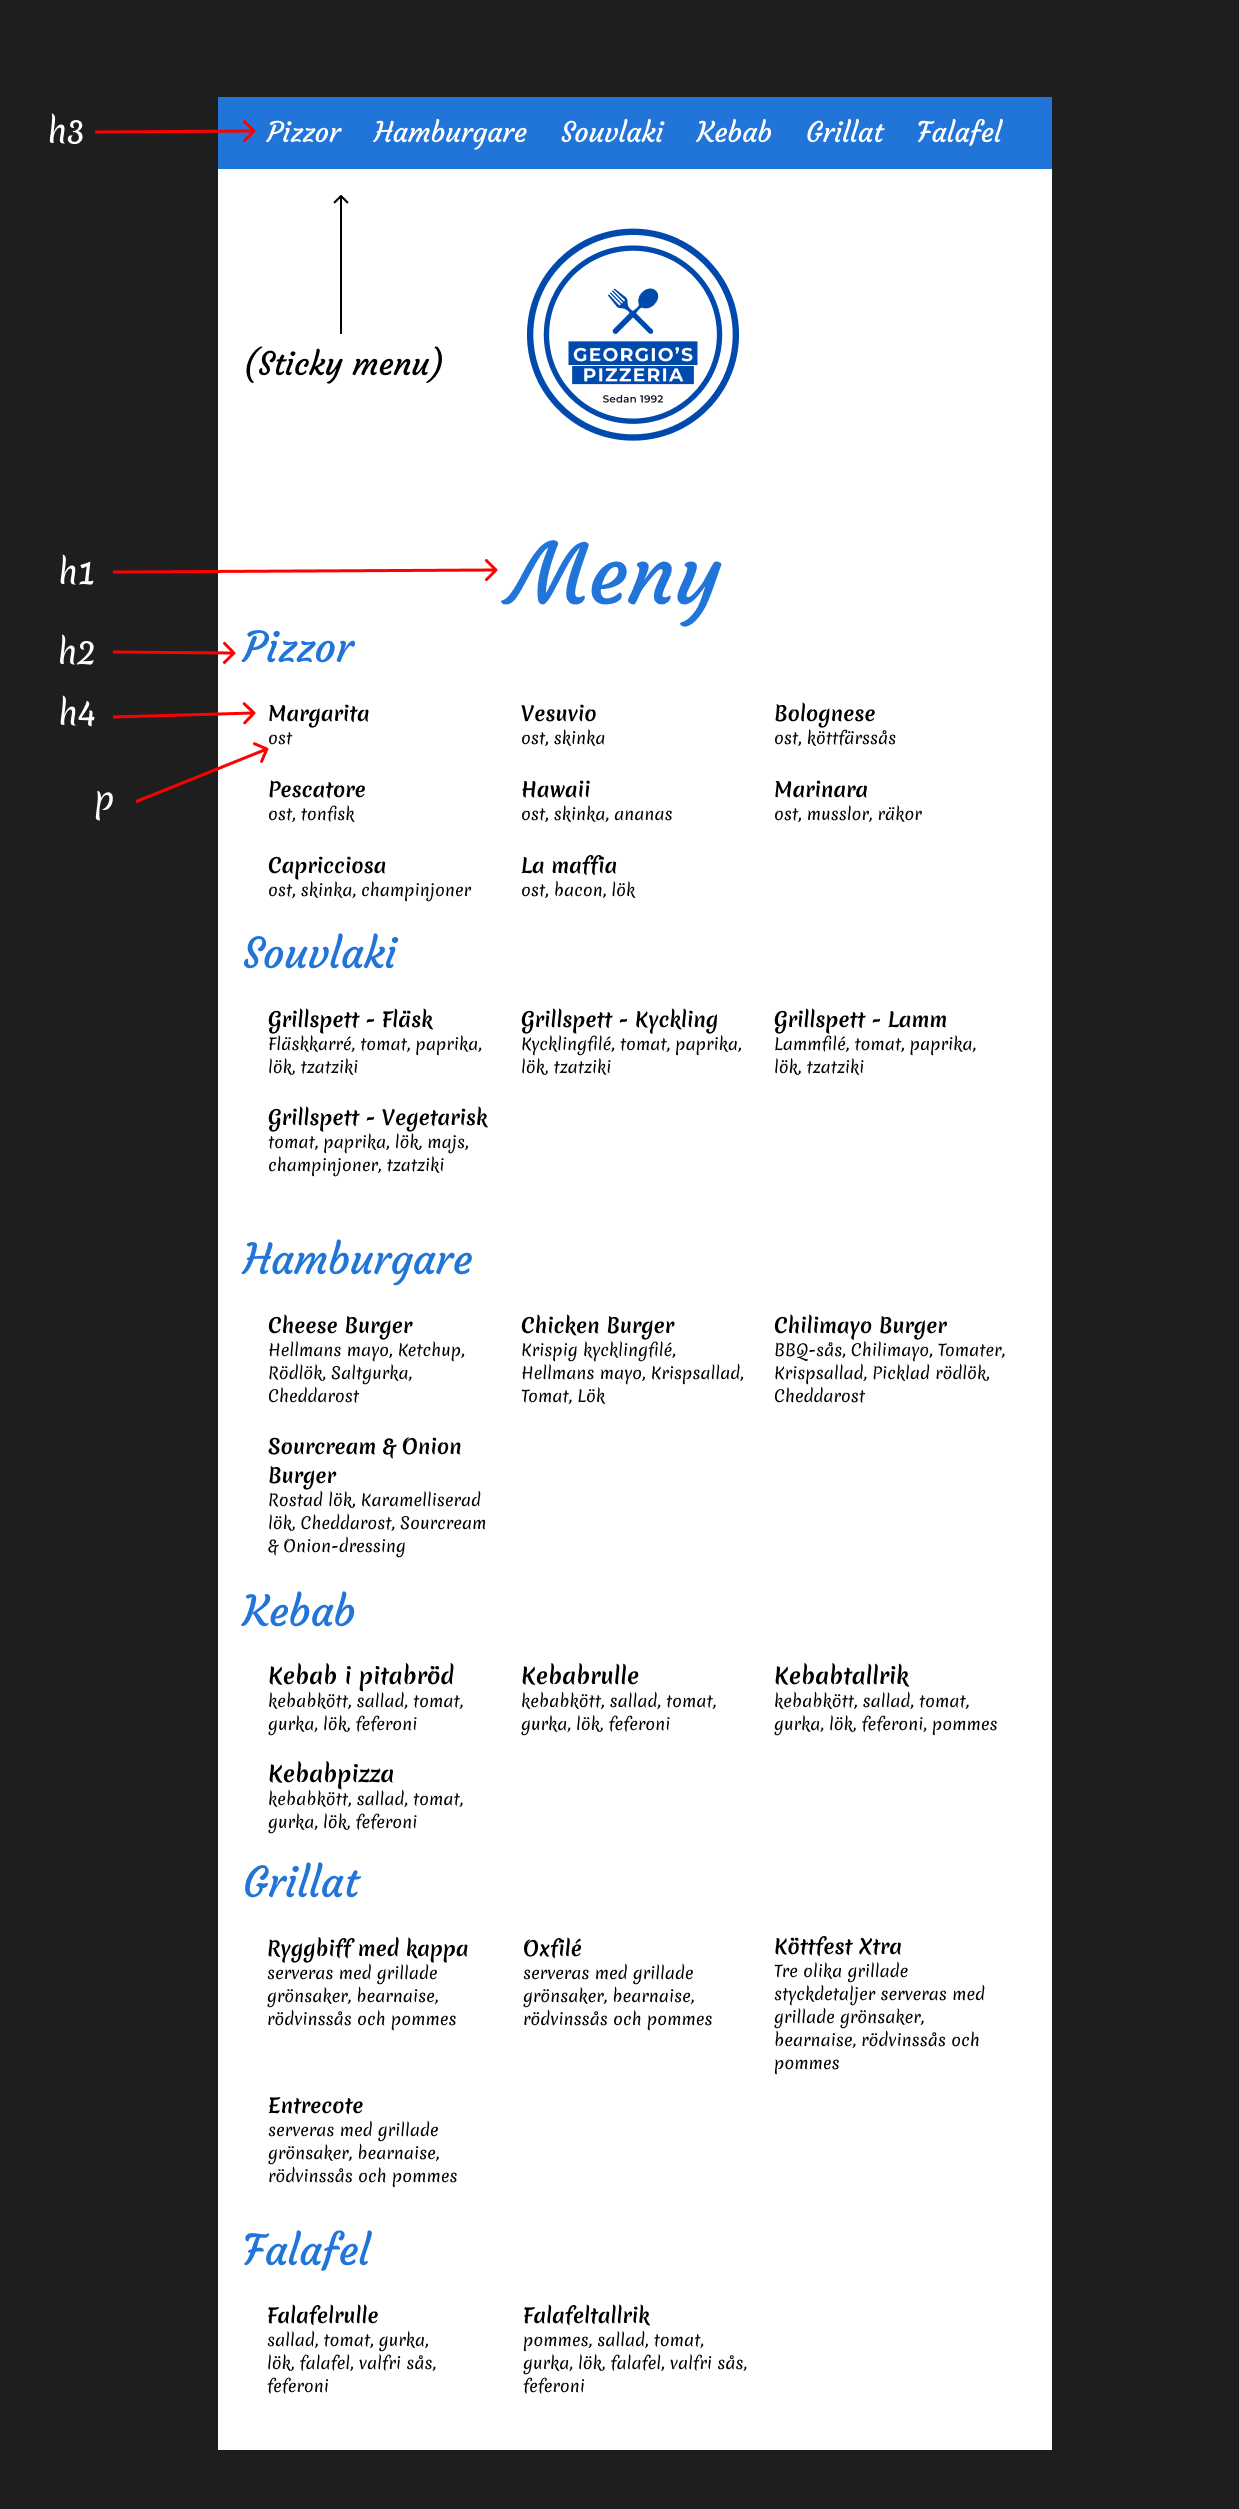 h3
Pizzor Hamburgare Souvlaki Kebab Grillat Falafel
(Sticky menu)
GEORGIO'S
PIZZERIA
Sedan 1992
h1
Meny
h2
Pizzor
h4
Margarita Vesuvio Bolognese
ost ost, skinka ost, köttfärssås
p
Pescatore Hawaii Marinara
ost, tonfisk ost, skinka, ananas ost, musslor, räkor
Capricciosa La maffia
ost, skinka, champinjoner ost, bacon, lök
Souvlaki
Grillspett - Fläsk
Fläskkarré, tomat, paprika,
lök, tzatziki
Grillspett - Kyckling
Kycklingfilé, tomat, paprika,
lök, tzatziki
Grillspett - Lamm
Lammfilé, tomat, paprika,
lök, tzatziki
Grillspett - Vegetarisk
tomat, paprika, lök, majs,
champinjoner, tzatziki
Hamburgare
Cheese Burger
Hellmans mayo, Ketchup,
Rödlök, Saltgurka,
Cheddarost
Chicken Burger
Krispig kycklingfilé,
Hellmans mayo, Krispsallad,
Tomat, Lök
Chilimayo Burger
BBQ-sås, Chilimayo, Tomater,
Krispsallad, Picklad rödlök,
Cheddarost
Sourcream & Onion
Burger
Rostad lök, Karamelliserad
lök, Cheddarost, Sourcream
& Onion-dressing
Kebab
Kebab i pitabröd
kebabkött, sallad, tomat,
gurka, lök, feferoni
Kebabrulle
kebabkött, sallad, tomat,
gurka, lök, feferoni
Kebabtallrik
kebabkött, sallad, tomat,
gurka, lök, feferoni, pommes
Kebabpizza
kebabkött, sallad, tomat,
gurka, lök, feferoni
Grillat
Ryggbiff med kappa
serveras med grillade
grönsaker, bearnaise,
rödvinssås och pommes
Oxfilé
serveras med grillade
grönsaker, bearnaise,
rödvinssås och pommes
Köttfest Xtra
Tre olika grillade
styckdetaljer serveras med
grillade grönsaker,
bearnaise, rödvinssås och
pommes
Entrecote
serveras med grillade
grönsaker, bearnaise,
rödvinssås och pommes
Falafel
Falafelrulle
sallad, tomat, gurka,
lök, falafel, valfri sås,
feferoni
Falafeltallrik
pommes, sallad, tomat,
gurka, lök, falafel, valfri sås,
feferoni